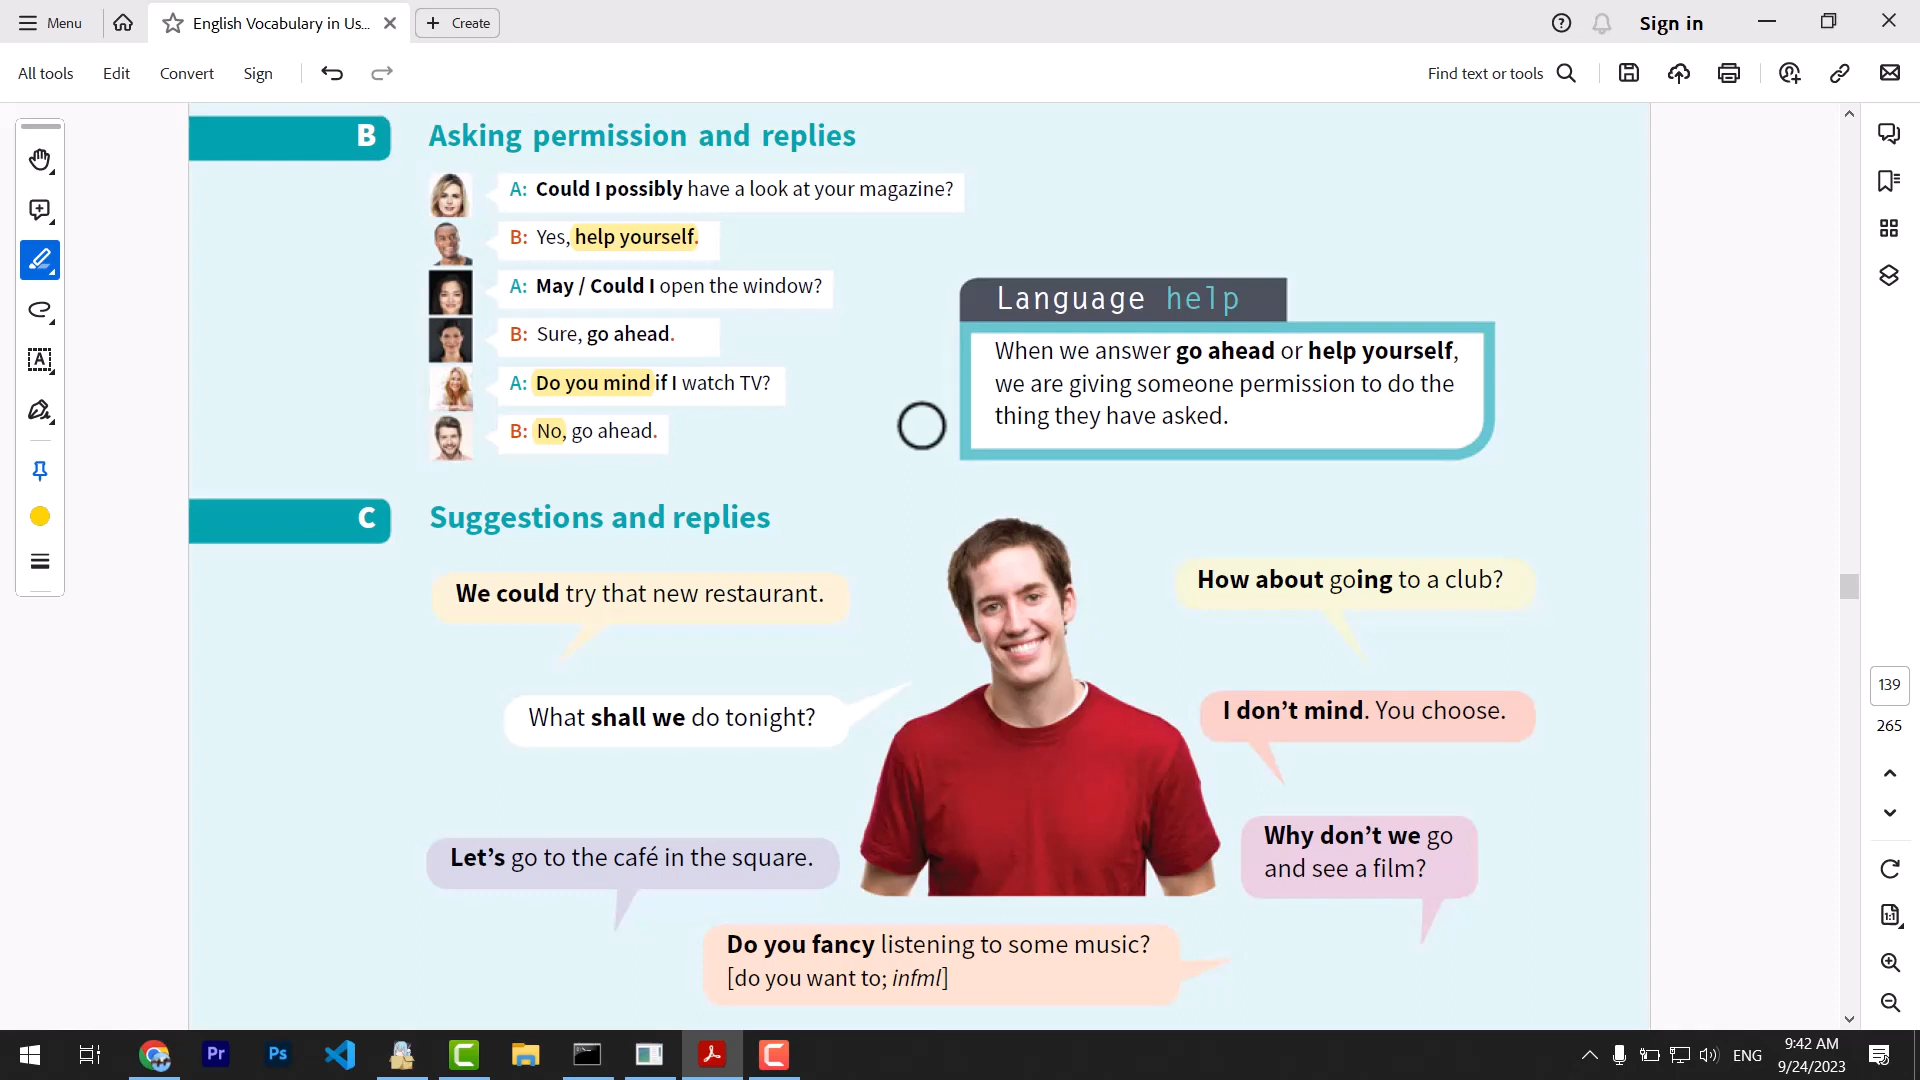 Menu
English Vocabulary in Us...
Create
Sign in
All tools
Edit
Convert
Sign
Find text or tools
B
Asking permission and replies
A: Could I possibly have a look at your magazine?
B: Yes, help yourself.
A: May / Could I open the window?
B: Sure, go ahead.
A: Do you mind if I watch TV?
B: No, go ahead.
Language help
When we answer go ahead or help yourself,
we are giving someone permission to do the
thing they have asked.
C
Suggestions and replies
We could try that new restaurant.
How about going to a club?
What shall we do tonight?
I don't mind. You choose.
Let's go to the café in the square.
Why don't we go
and see a film?
Do you fancy listening to some music?
[do you want to; infml]
139
265
1:1
Pr
Ps
ENG
9:42 AM
9/24/2023